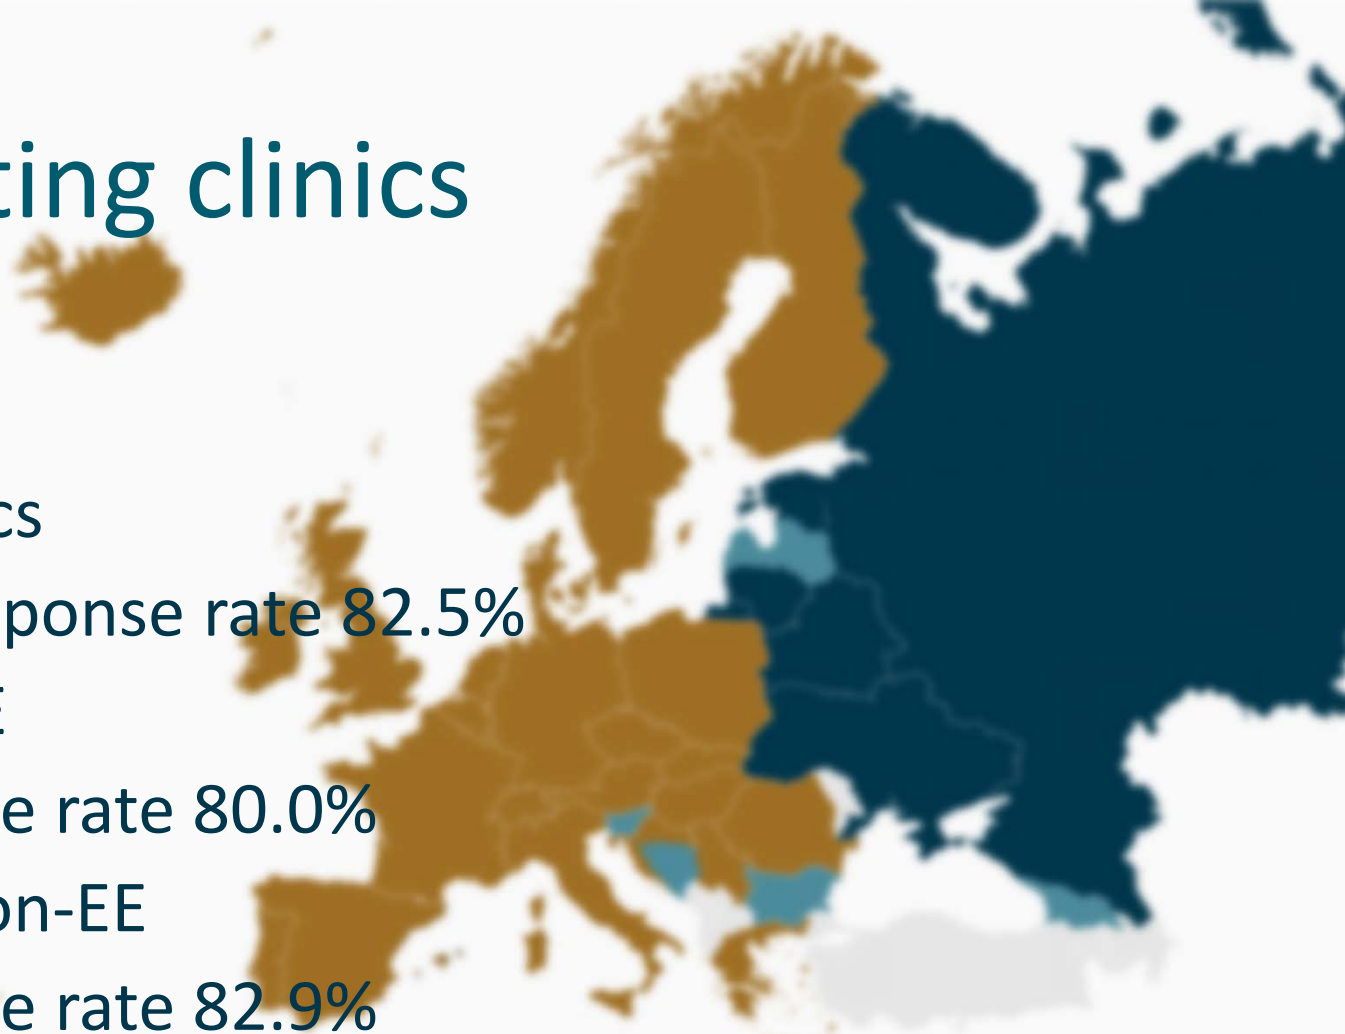 ting clinics
cs
ponse rate 82.5%
E
e rate 80.0%
on-EE
e rate 82.9%